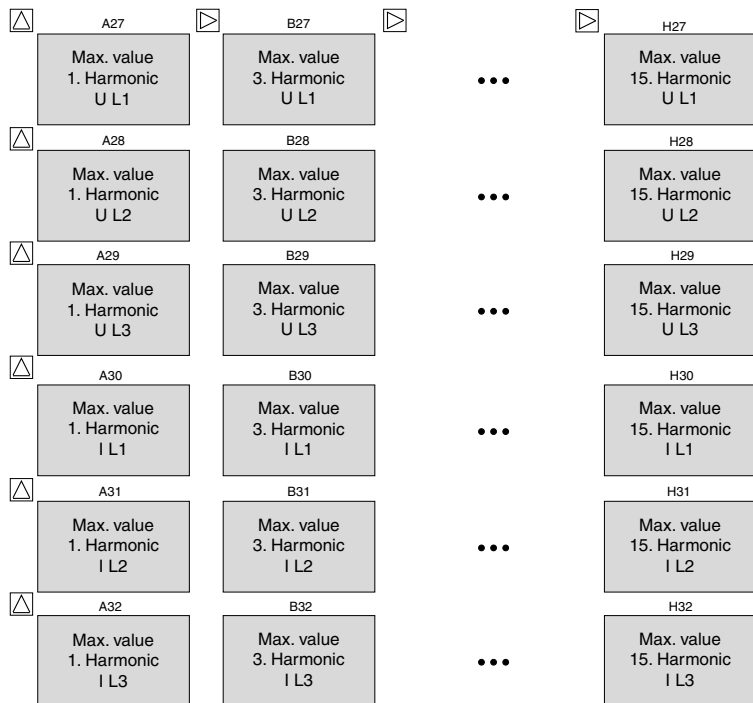 A27 B27 H27
Max. value
1. Harmonic
U L1
Max. value
3. Harmonic
U L1
•••
Max. value
15. Harmonic
U L1
A28 B28 H28
Max. value
1. Harmonic
U L2
Max. value
3. Harmonic
U L2
•••
Max. value
15. Harmonic
U L2
A29 B29 H29
Max. value
1. Harmonic
U L3
Max. value
3. Harmonic
U L3
•••
Max. value
15. Harmonic
U L3
A30 B30 H30
Max. value
1. Harmonic
I L1
Max. value
3. Harmonic
I L1
•••
Max. value
15. Harmonic
I L1
A31 B31 H31
Max. value
1. Harmonic
I L2
Max. value
3. Harmonic
I L2
•••
Max. value
15. Harmonic
I L2
A32 B32 H32
Max. value
1. Harmonic
I L3
Max. value
3. Harmonic
I L3
•••
Max. value
15. Harmonic
I L3